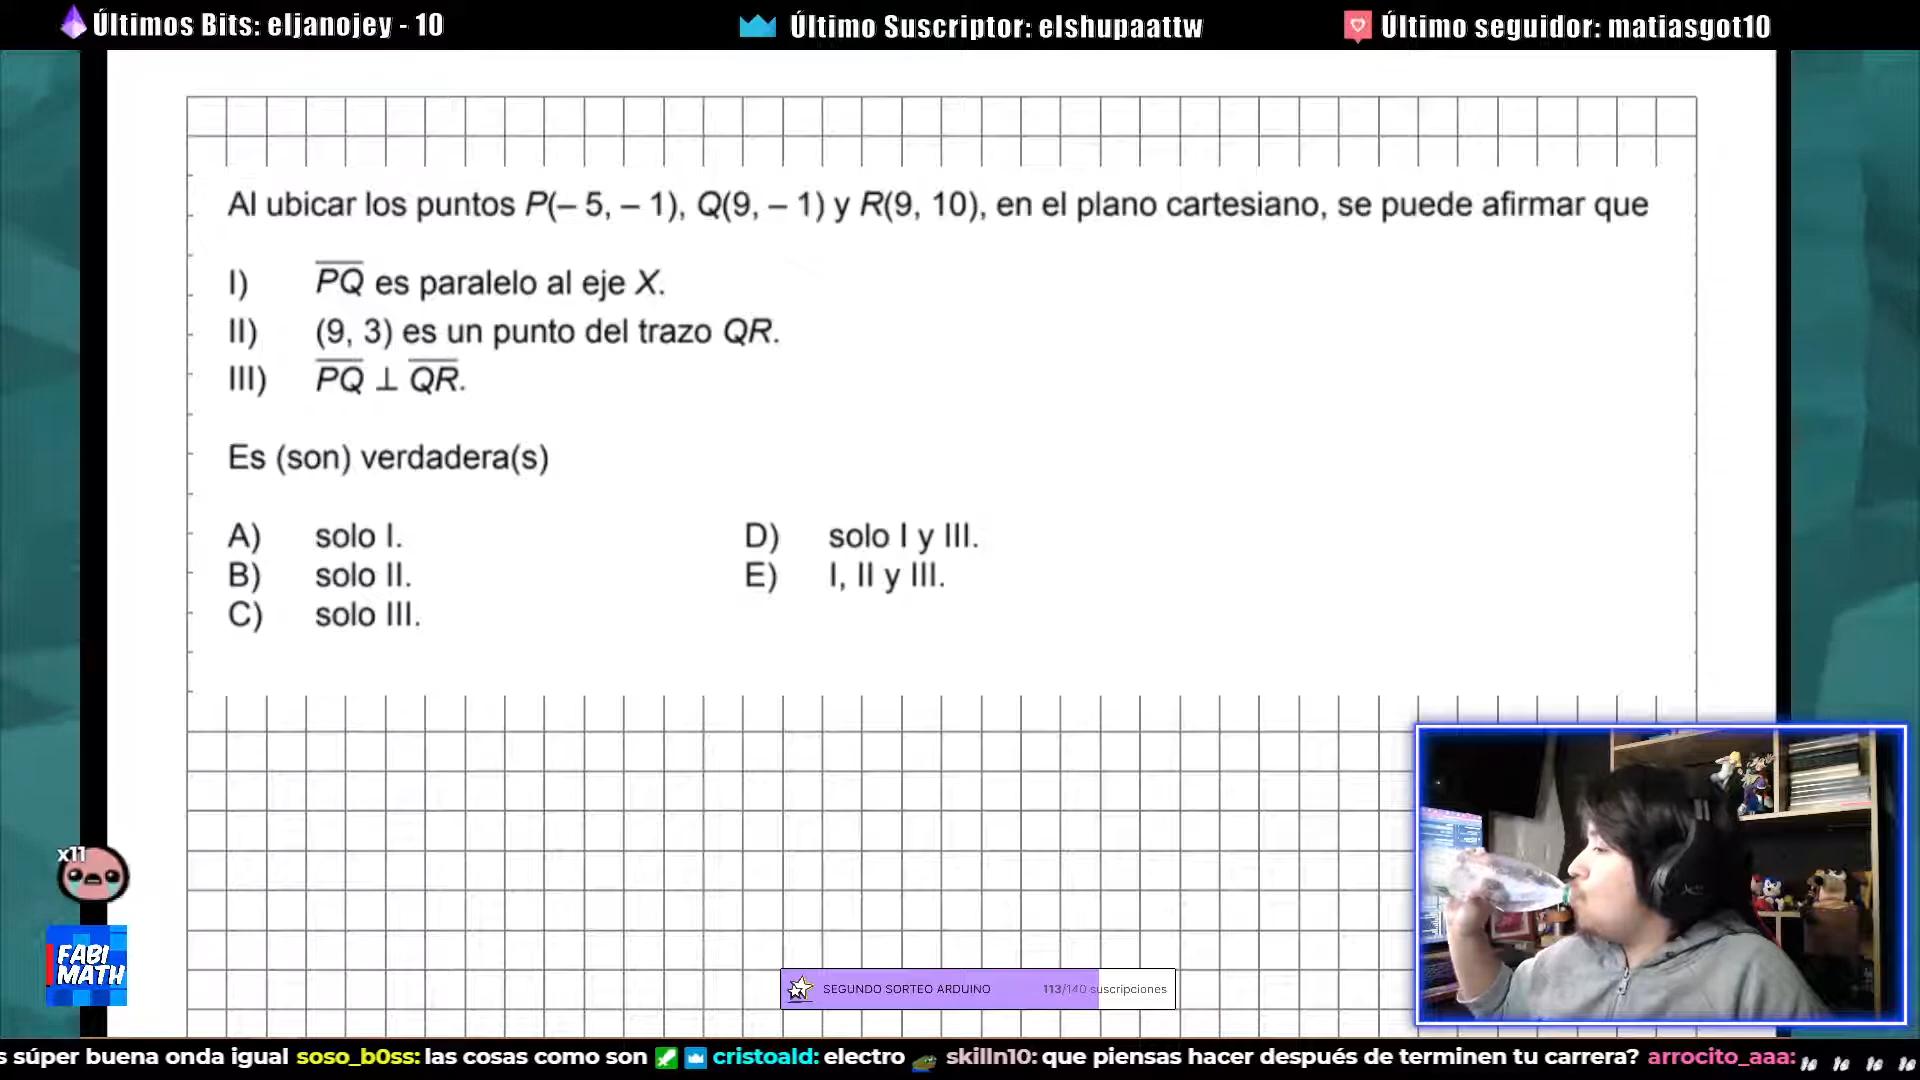 Últimos Bits: eljanojey - 10
Último Suscriptor: elshupaattw
Último seguidor: matiasgot10
Al ubicar los puntos P(– 5, – 1), Q(9, – 1) y R(9, 10), en el plano cartesiano, se puede afirmar que
I) PQ es paralelo al eje X.
II) (9, 3) es un punto del trazo QR.
III) PQ ⊥ QR.
Es (son) verdadera(s)
A) solo I.
B) solo II.
C) solo III.
D) solo I y III.
E) I, II y III.
x11
FABI
MATH
SEGUNDO SORTEO ARDUINO 113/140 suscripciones
s súper buena onda igual soso_b0ss: las cosas como son cristoald: electro skilln10: que piensas hacer después de terminen tu carrera? arrocito_aaa: